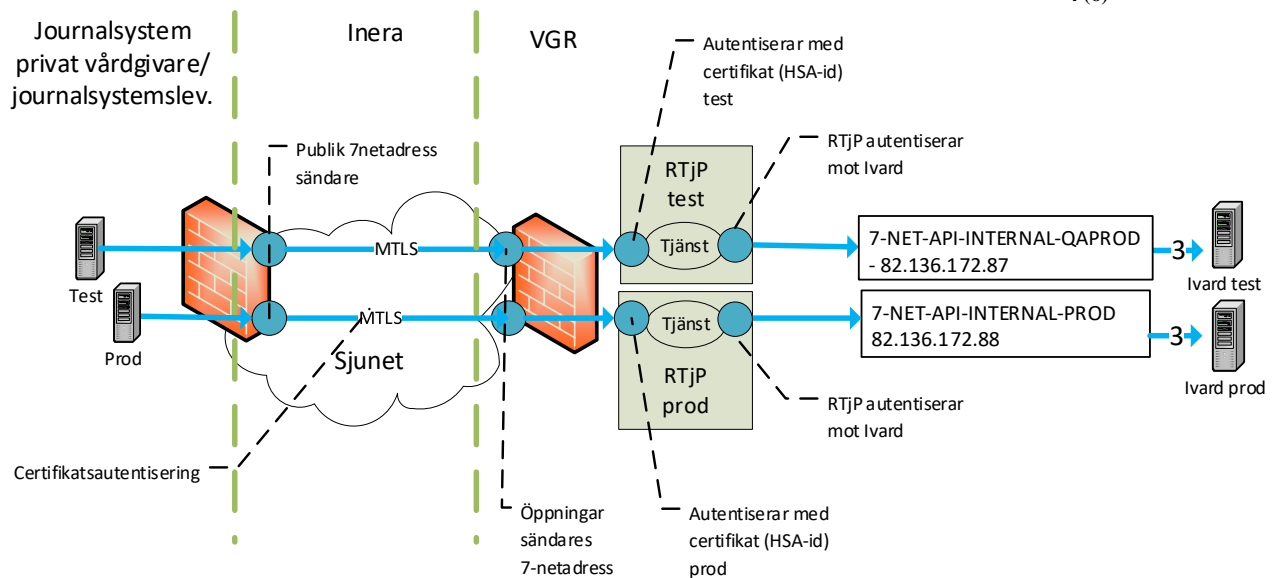 (6)
Journalsystem
privat vårdgivare/
journalsystemslev.
Inera
VGR
Autentiserar med
certifikat (HSA-id)
test
Publik 7netadress
sändare
RTjP autentiserar
mot Ivard
RTjP
test
Tjänst
MTLS
7-NET-API-INTERNAL-QAPROD
- 82.136.172.87
3
Test
Ivard test
MTLS
Tjänst
7-NET-API-INTERNAL-PROD
82.136.172.88
3
Prod
Sjunet
RTjP
prod
Ivard prod
RTjP autentiserar
mot Ivard
Certifikatsautentisering
Öppningar
sändares
7-netadress
Autentiserar med
certifikat (HSA-id)
prod